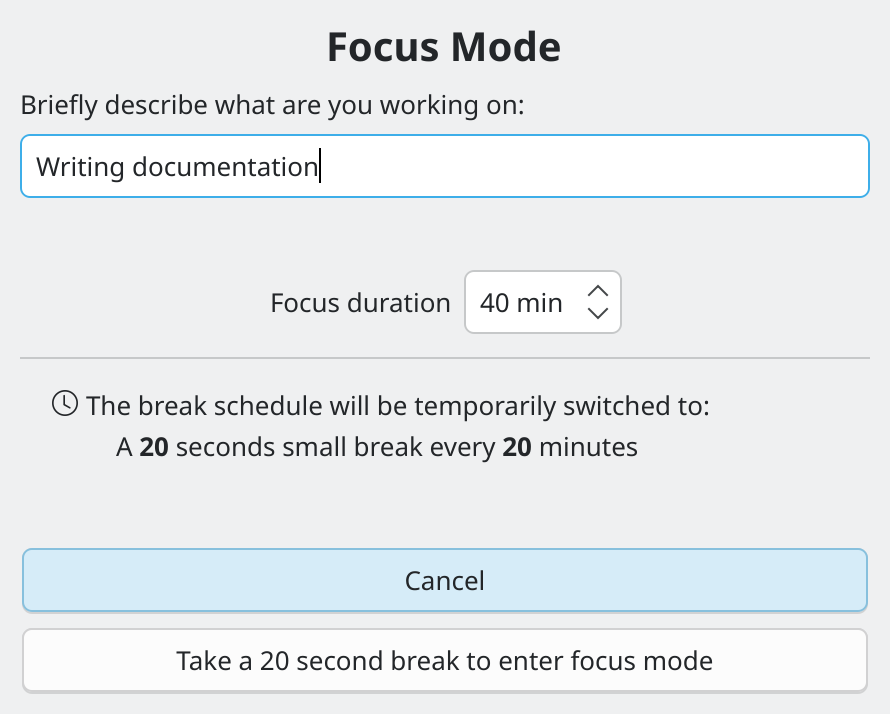 Focus Mode
Briefly describe what are you working on:
Writing documentation
Focus duration 40 min
The break schedule will be temporarily switched to:
A 20 seconds small break every 20 minutes
Cancel
Take a 20 second break to enter focus mode